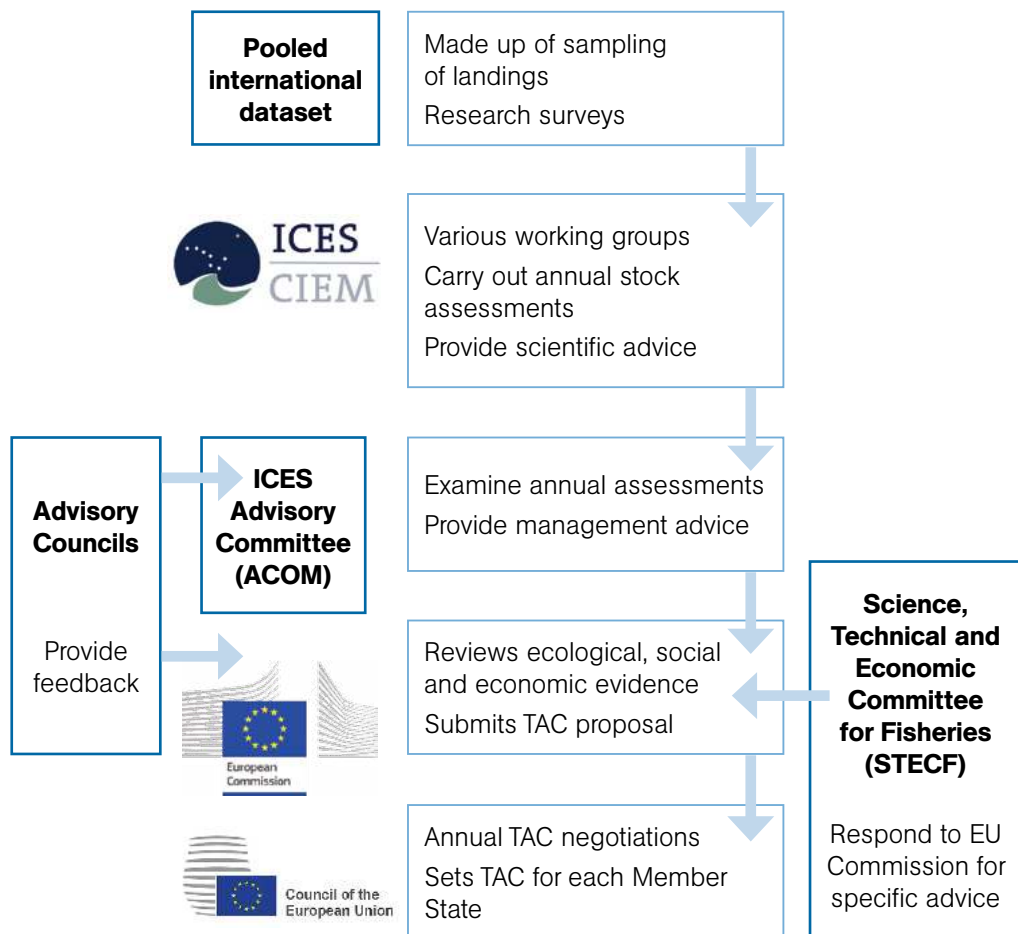 Pooled
international
dataset
Made up of sampling
of landings
Research surveys
ICES
CIEM
Various working groups
Carry out annual stock
assessments
Provide scientific advice
Advisory
Councils
Provide
feedback
ICES
Advisory
Committee
(ACOM)
Examine annual assessments
Provide management advice
European
Commission
Reviews ecological, social
and economic evidence
Submits TAC proposal
Science,
Technical and
Economic
Committee
for Fisheries
(STECF)
Respond to EU
Commission for
specific advice
Council of the
European Union
Annual TAC negotiations
Sets TAC for each Member
State